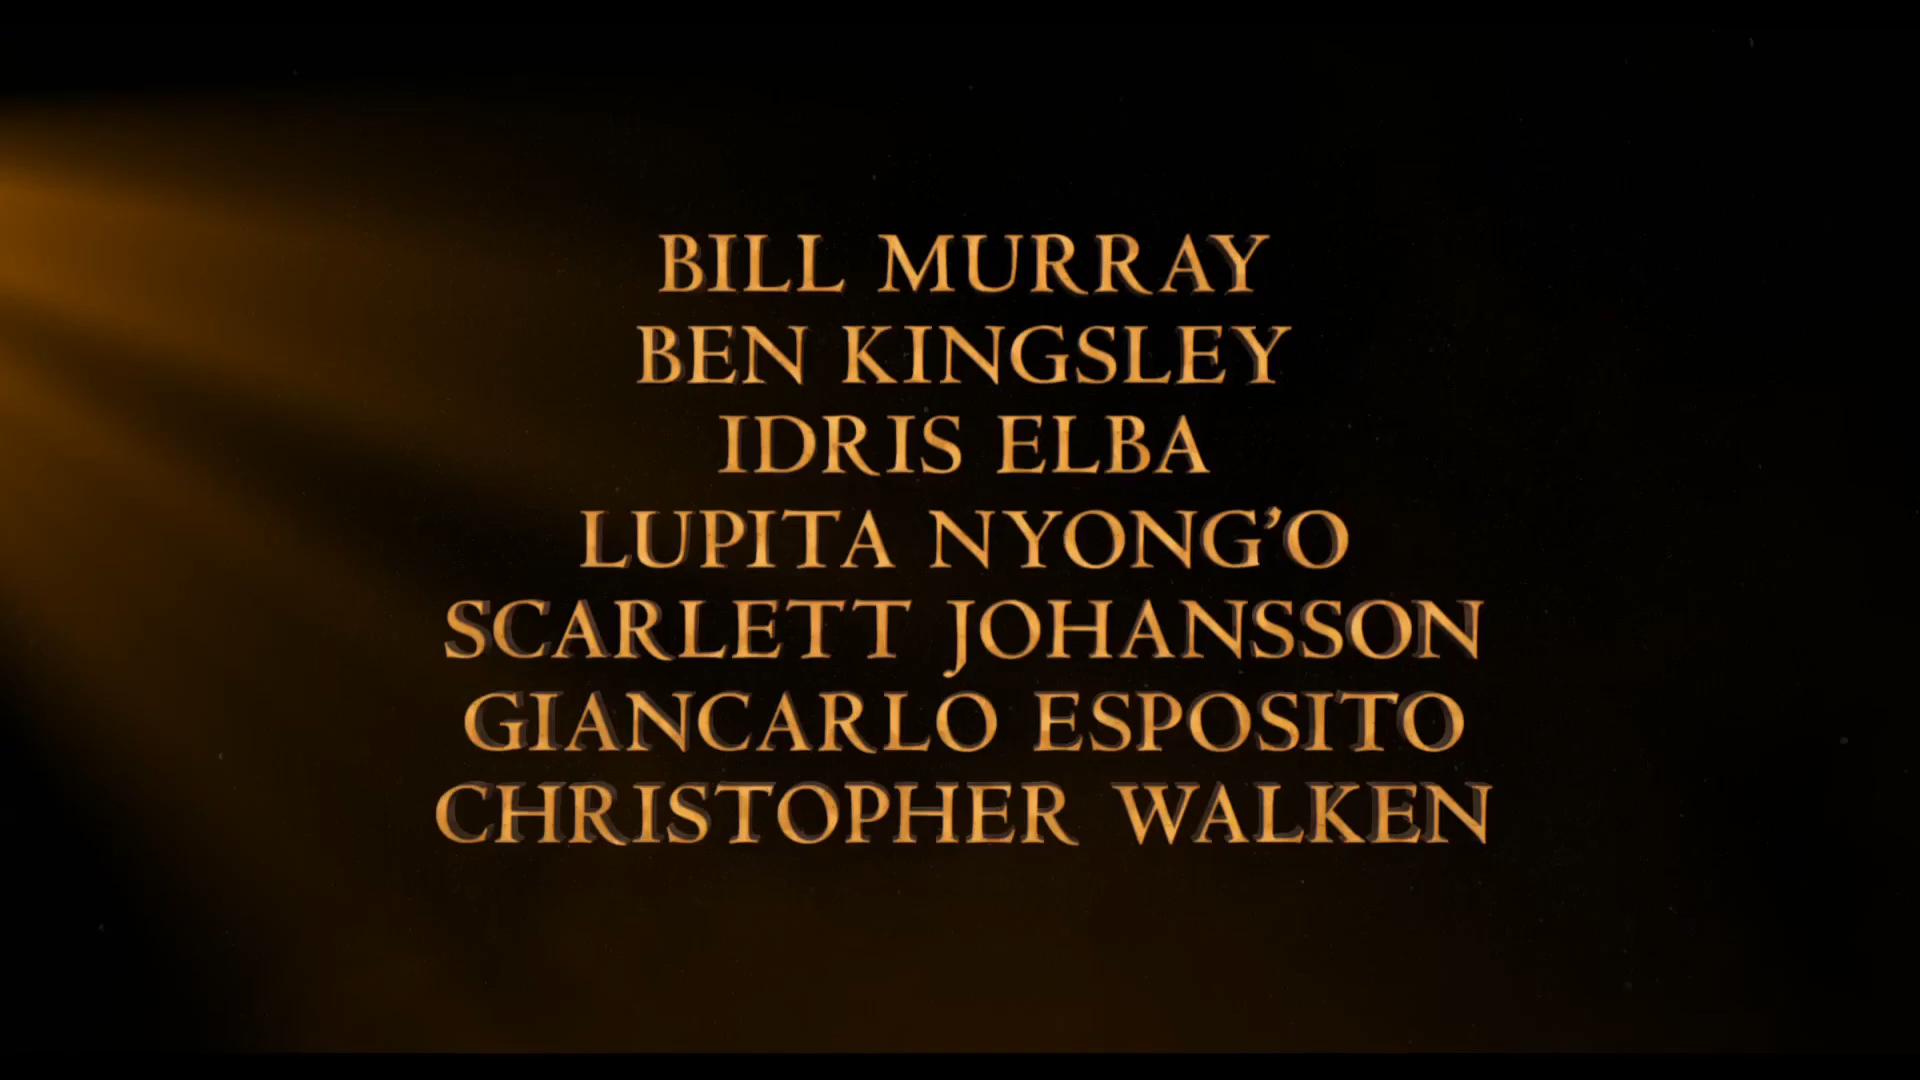 BILL MURRAY
BEN KINGSLEY
IDRIS ELBA
LUPITA NYONG’O
SCARLETT JOHANSSON
GIANCARLO ESPOSITO
CHRISTOPHER WALKEN